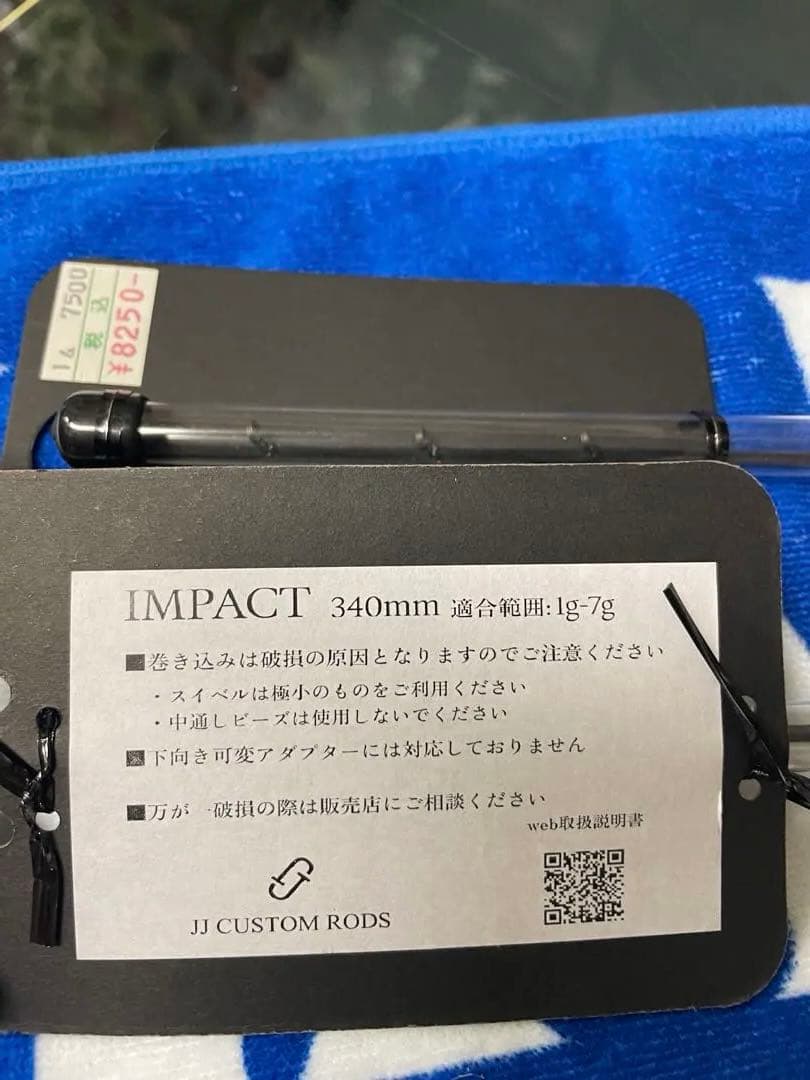 14 7500
税込
¥8250-
IMPACT 340mm 適合範囲:1g-7g
■巻き込みは破損の原因となりますのでご注意ください
・スイベルは極小のものをご利用ください
・中通しビーズは使用しないでください
■下向き可変アダプターには対応しておりません
■万が一破損の際は販売店にご相談ください
web取扱説明書
JJ CUSTOM RODS